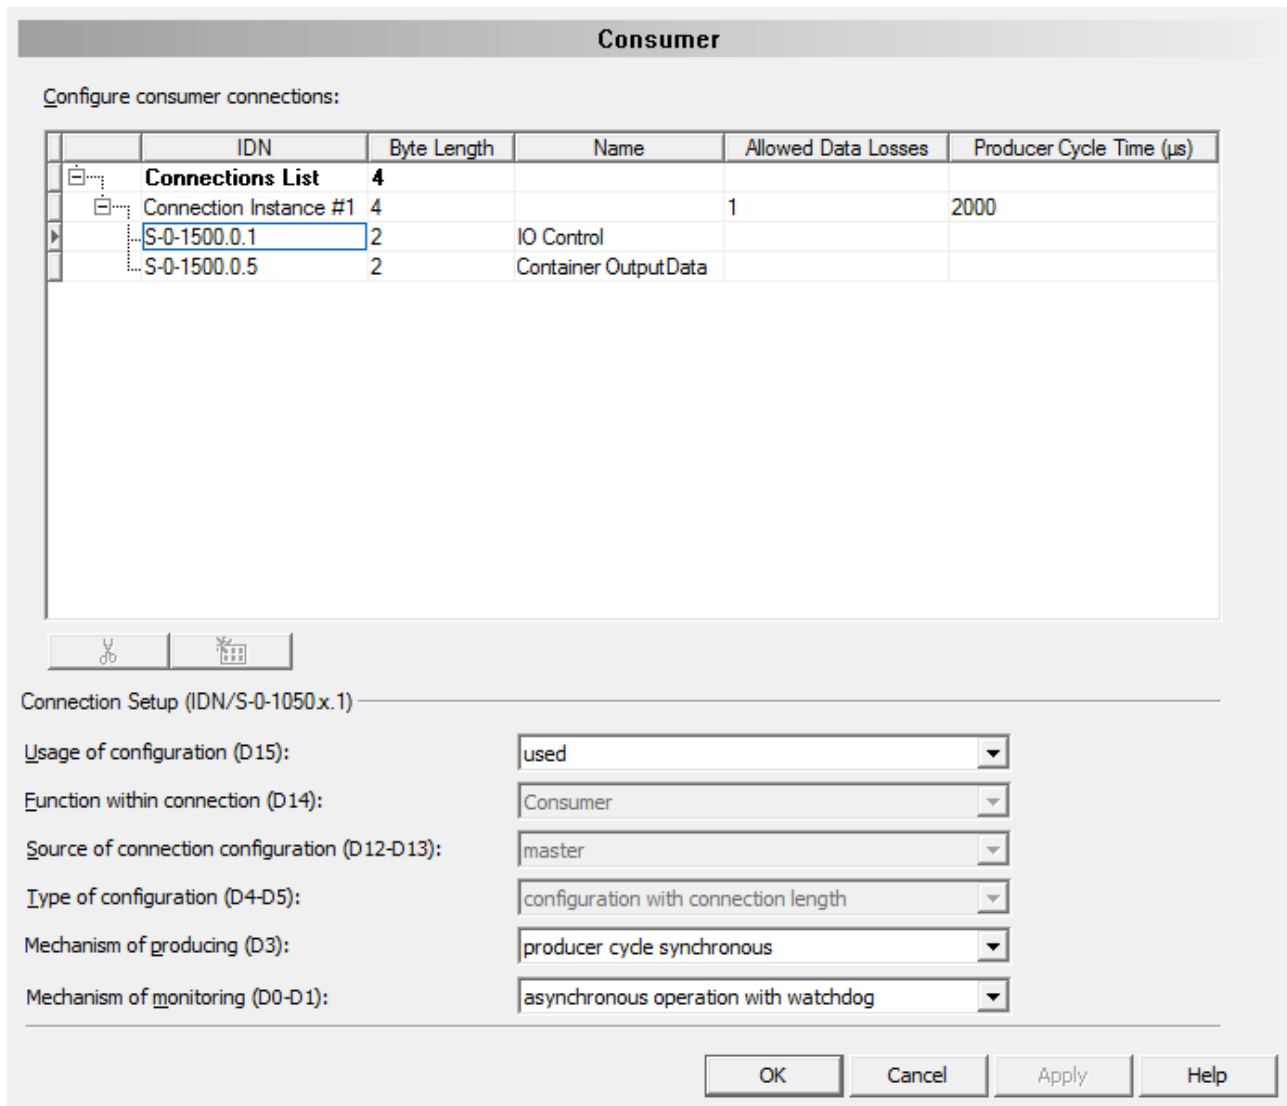 Consumer
Configure consumer connections:
IDN Byte Length Name Allowed Data Losses Producer Cycle Time (µs)
Connections List 4
Connection Instance #1 4 1 2000
S-0-1500.0.1 2 IO Control
S-0-1500.0.5 2 Container OutputData
Connection Setup (IDN/S-0-1050.x.1)
Usage of configuration (D15): used
Function within connection (D14): Consumer
Source of connection configuration (D12-D13): master
Type of configuration (D4-D5): configuration with connection length
Mechanism of producing (D3): producer cycle synchronous
Mechanism of monitoring (D0-D1): asynchronous operation with watchdog
OK Cancel Apply Help